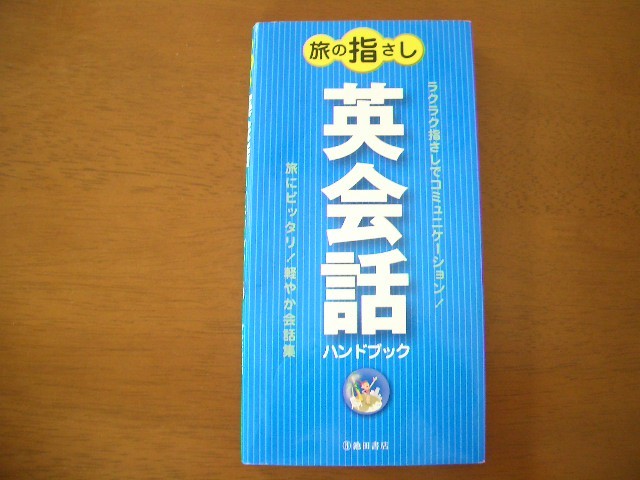 旅の指さし
英会話
ハンドブック
ラクラク指さしでコミュニケーション!
旅にピッタリ!軽やか会話集
池田書店